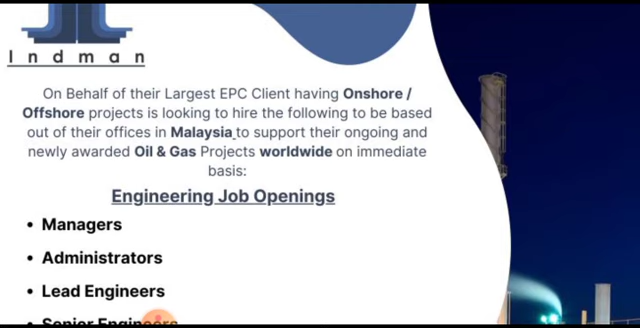 Indman
On Behalf of their Largest EPC Client having Onshore /
Offshore projects is looking to hire the following to be based
out of their offices in Malaysia to support their ongoing and
newly awarded Oil & Gas Projects worldwide on immediate
basis:
Engineering Job Openings
• Managers
• Administrators
• Lead Engineers
• Senior Engineers